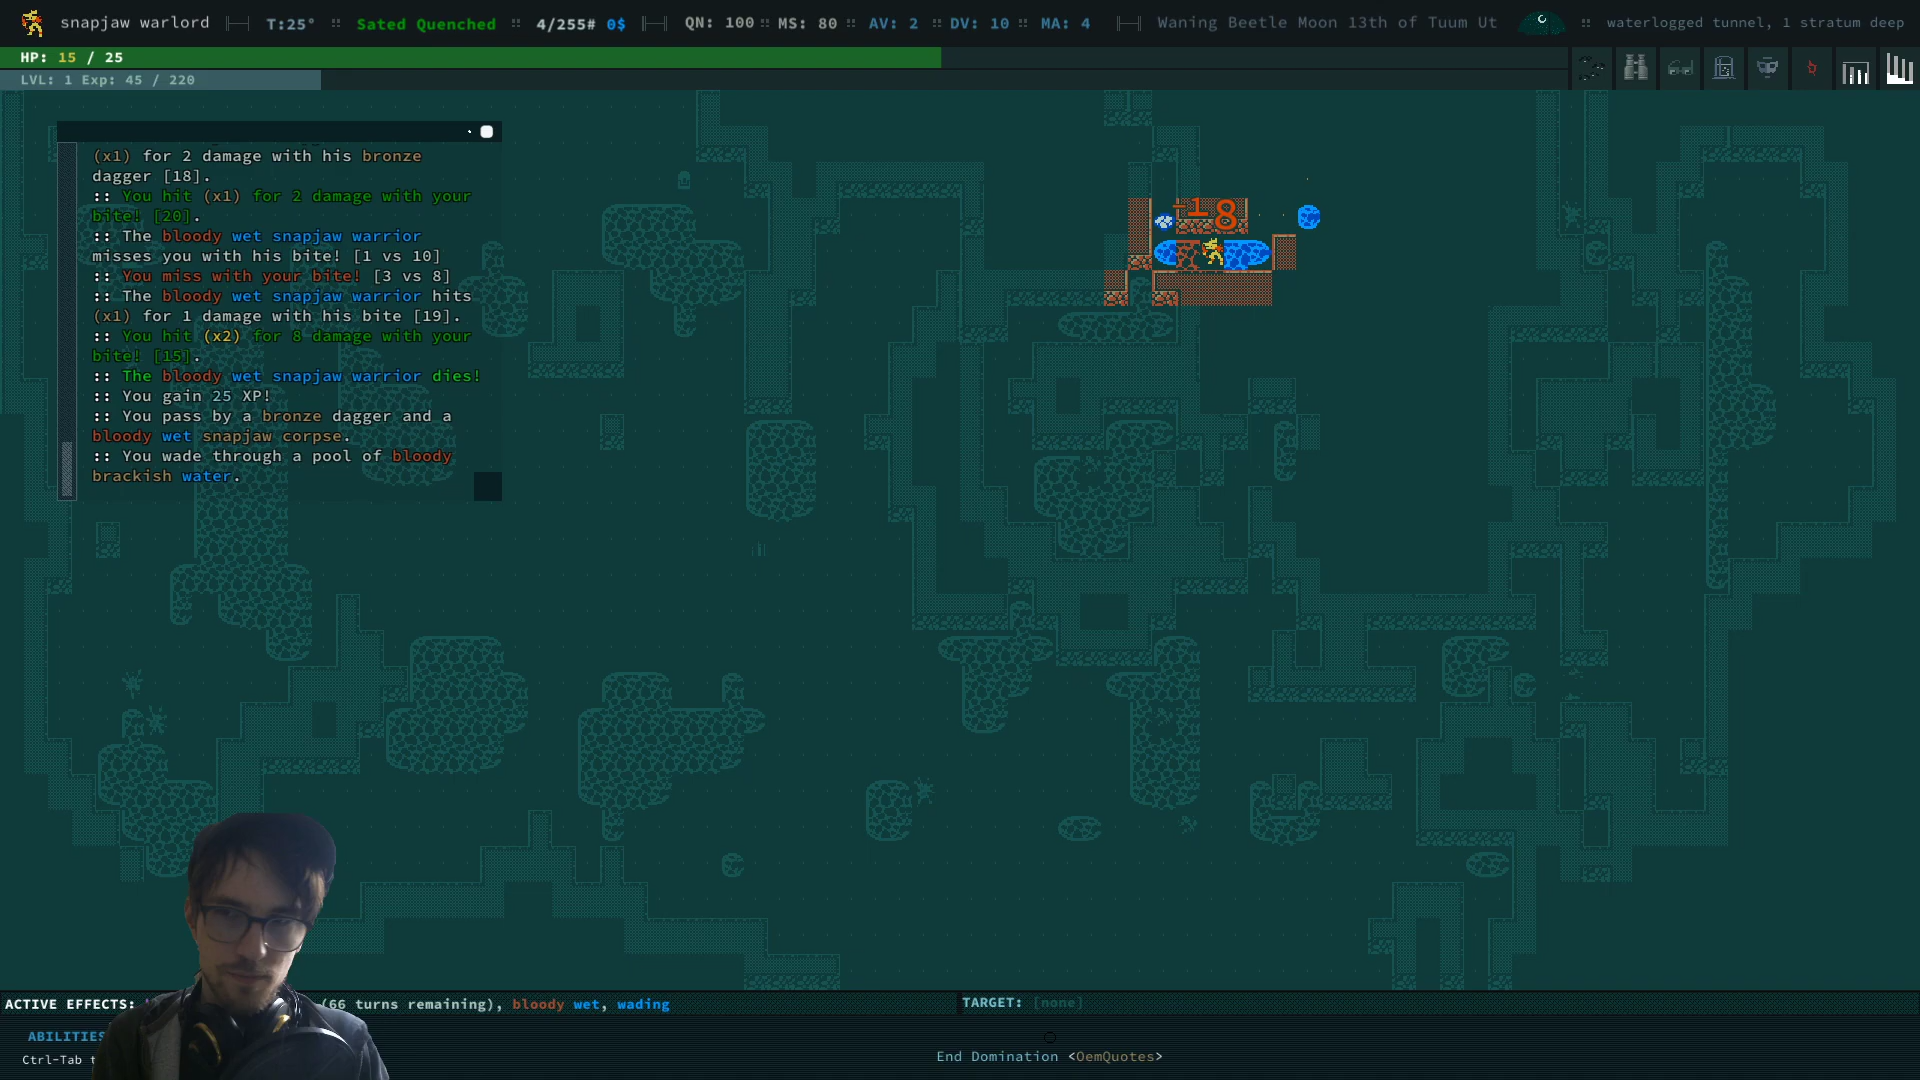 snapjaw warlord T:25° :: Sated Quenched :: 4/255# 0$ QN: 100 :: MS: 80 :: AV: 2 :: DV: 10 :: MA: 4 Waning Beetle Moon 13th of Tuum Ut :: waterlogged tunnel, 1 stratum deep
HP: 15 / 25
LVL: 1 Exp: 45 / 220
(x1) for 2 damage with his bronze
dagger [18].
:: You hit (x1) for 2 damage with your
bite! [20].
:: The bloody wet snapjaw warrior
misses you with his bite! [1 vs 10]
:: You miss with your bite! [3 vs 8]
:: The bloody wet snapjaw warrior hits
(x1) for 1 damage with his bite [19].
:: You hit (x2) for 8 damage with your
bite! [15].
:: The bloody wet snapjaw warrior dies!
:: You gain 25 XP!
:: You pass by a bronze dagger and a
bloody wet snapjaw corpse.
:: You wade through a pool of bloody
brackish water.
-1 8
ACTIVE EFFECTS: (66 turns remaining), bloody wet, wading
TARGET: [none]
ABILITIES
Ctrl-Tab
End Domination <OemQuotes>